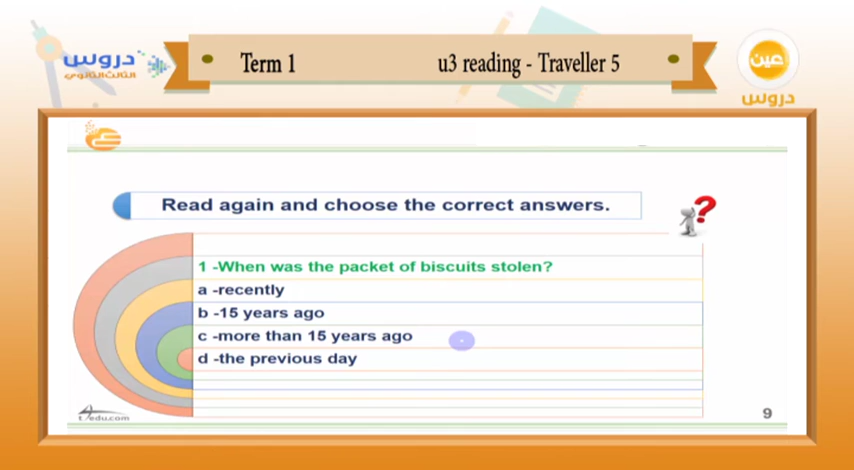 دروس
الثالث الثانوي
Term 1
u3 reading - Traveller 5
عين
دروس
Read again and choose the correct answers.
?
1 -When was the packet of biscuits stolen?
a -recently
b -15 years ago
c -more than 15 years ago
d -the previous day
9